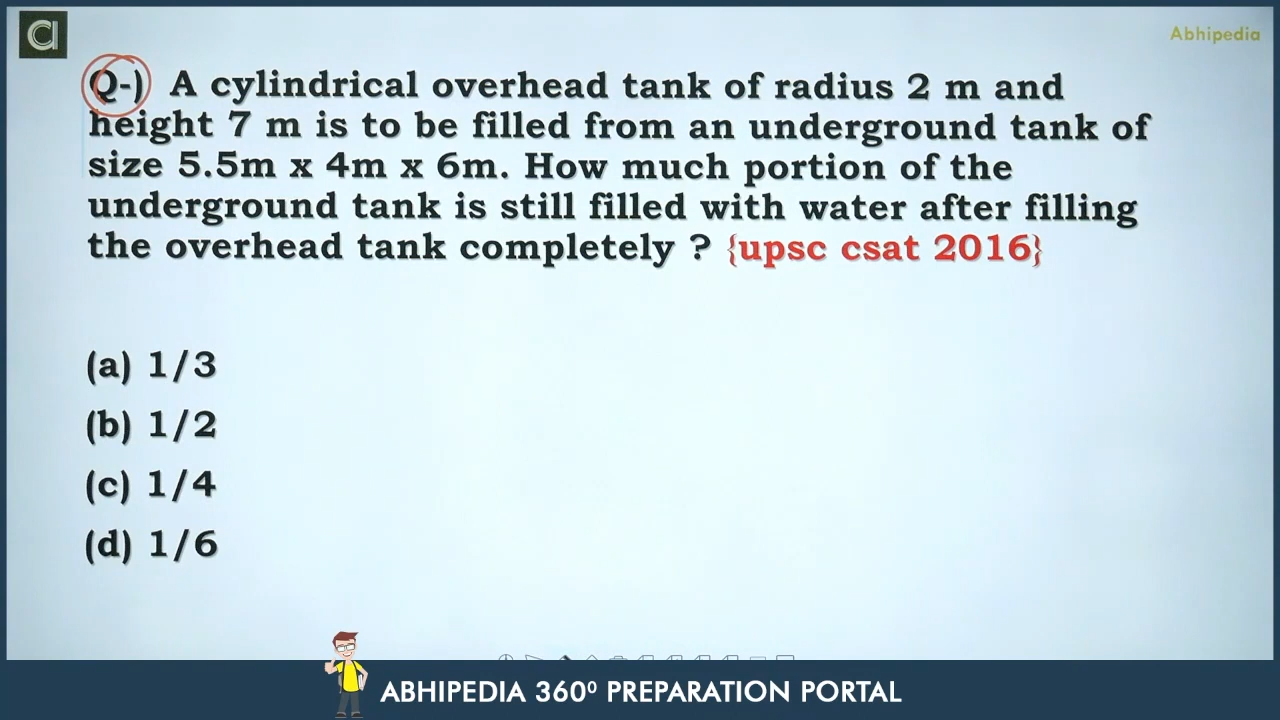 Abhipedia
Q-) A cylindrical overhead tank of radius 2 m and
height 7 m is to be filled from an underground tank of
size 5.5m x 4m x 6m. How much portion of the
underground tank is still filled with water after filling
the overhead tank completely ? {upsc csat 2016}
(a) 1/3
(b) 1/2
(c) 1/4
(d) 1/6
ABHIPEDIA 360⁰ PREPARATION PORTAL